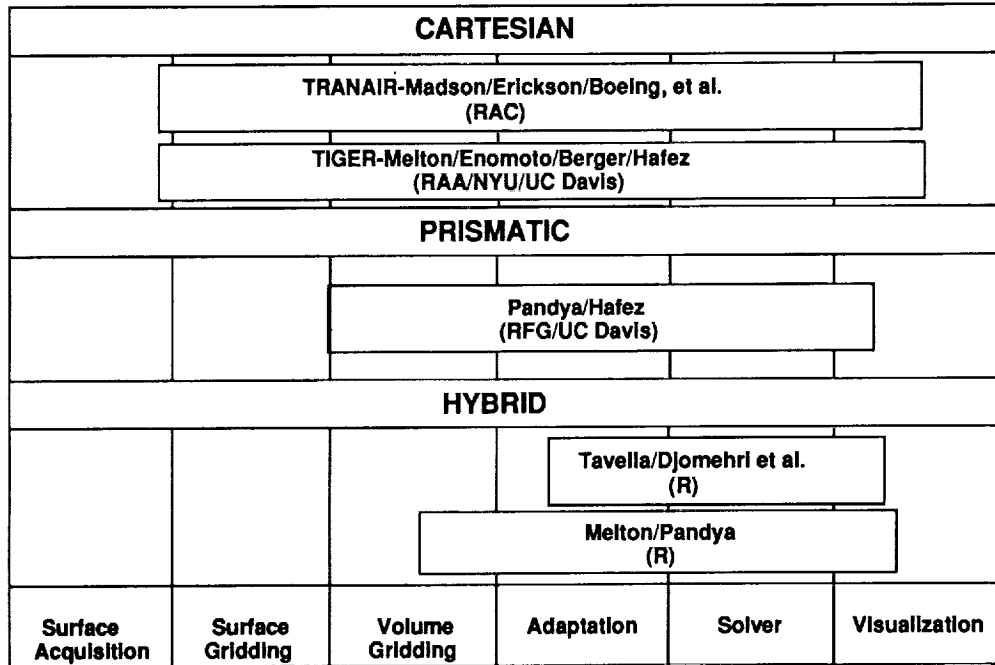 CARTESIAN
TRANAIR-Madson/Erickson/Boeing, et al.
(RAC)
TIGER-Melton/Enomoto/Berger/Hafez
(RAA/NYU/UC Davis)
PRISMATIC
Pandya/Hafez
(RFG/UC Davis)
HYBRID
Tavella/Djomehri et al.
(R)
Melton/Pandya
(R)
Surface
Acquisition
Surface
Gridding
Volume
Gridding
Adaptation
Solver
Visualization